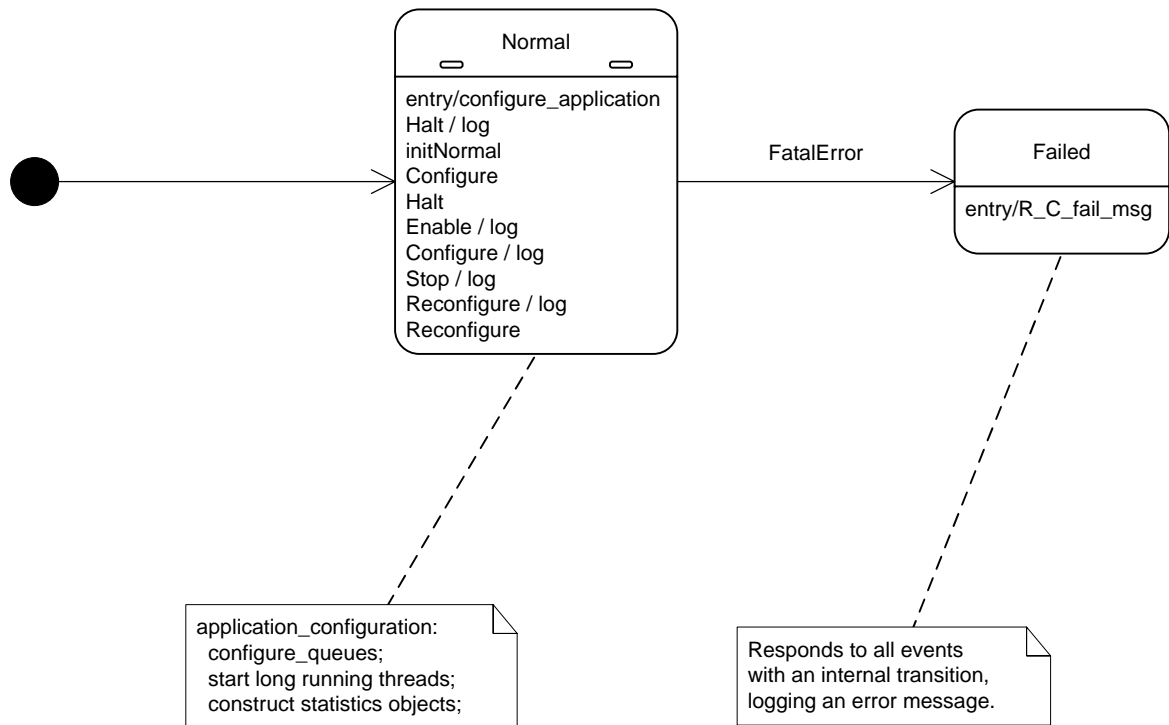 Normal
entry/configure_application
Halt / log
initNormal
Configure
Halt
Enable / log
Configure / log
Stop / log
Reconfigure / log
Reconfigure
FatalError
Failed
entry/R_C_fail_msg
application_configuration:
configure_queues;
start long running threads;
construct statistics objects;
Responds to all events
with an internal transition,
logging an error message.